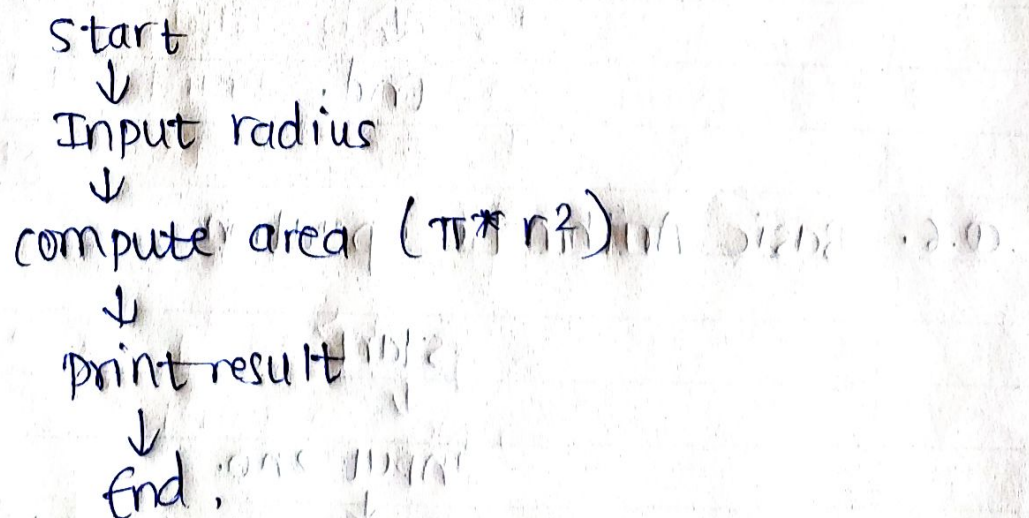 Start
↓
Input radius
↓
compute area (π * r²)
↓
print result
↓
End.